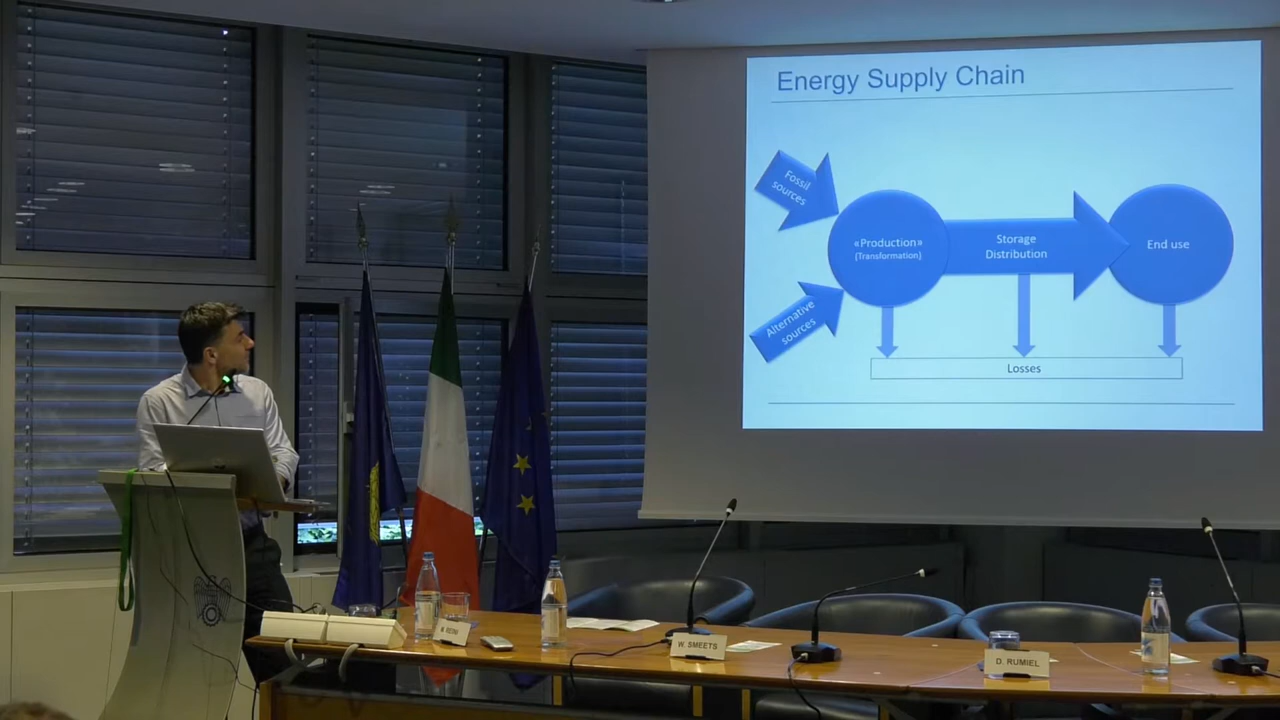 Energy Supply Chain
Fossil
sources
«Production»
(Transformation)
Storage
Distribution
End use
Alternative
sources
Losses
W. SMEETS
D. RUMIEL